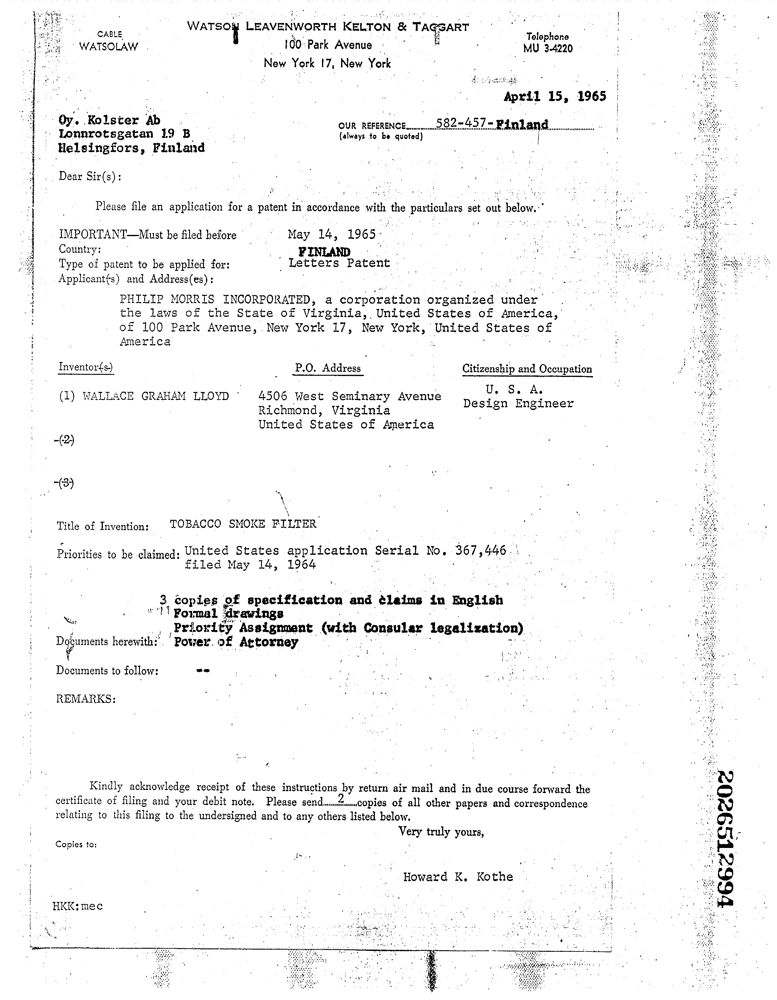 CABLE
WATSOLAW
WATSON LEAVENWORTH KELTON & TAGGART
100 Park Avenue
New York 17, New York
Telephone
MU 3-4220
April 15, 1965
Oy. Kolster Ab
Lonnrotsgatan 19 B
Helsingfors, Finland
OUR REFERENCE 582-457-Finland
(always to be quoted)
Dear Sir(s):
Please file an application for a patent in accordance with the particulars set out below.
IMPORTANT—Must be filed before May 14, 1965
Country: FINLAND
Type of patent to be applied for: Letters Patent
Applicant(s) and Address(es):
PHILIP MORRIS INCORPORATED, a corporation organized under
the laws of the State of Virginia, United States of America,
of 100 Park Avenue, New York 17, New York, United States of
America
Inventor(s) P.O. Address Citizenship and Occupation
(1) WALLACE GRAHAM LLOYD 4506 West Seminary Avenue U. S. A.
Richmond, Virginia Design Engineer
United States of America
(2)
(3)
Title of Invention: TOBACCO SMOKE FILTER
Priorities to be claimed: United States application Serial No. 367,446
filed May 14, 1964
3 copies of specification and claims in English
" Formal drawings
Priority Assignment (with Consular legalization)
Documents herewith: Power of Attorney
Documents to follow: --
REMARKS:
Kindly acknowledge receipt of these instructions by return air mail and in due course forward the
certificate of filing and your debit note. Please send 2 copies of all other papers and correspondence
relating to this filing to the undersigned and to any others listed below.
Very truly yours,
Copies to:
Howard K. Kothe
HKK:mec
2026512994